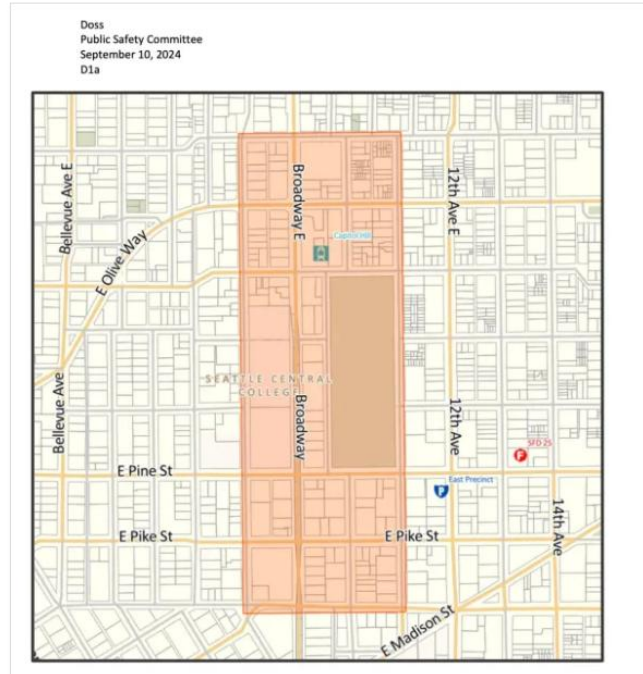 Doss
Public Safety Committee
September 10, 2024
D1a
Bellevue Ave E
Broadway E
12th Ave E
Capitol Hill
E Olive Way
SEATTLE CENTRAL
COLLEGE
Bellevue Ave
Broadway
12th Ave
SFD 25
F
E Pine St
East Precinct
P
14th Ave
E Pike St
E Pike St
E Madison St